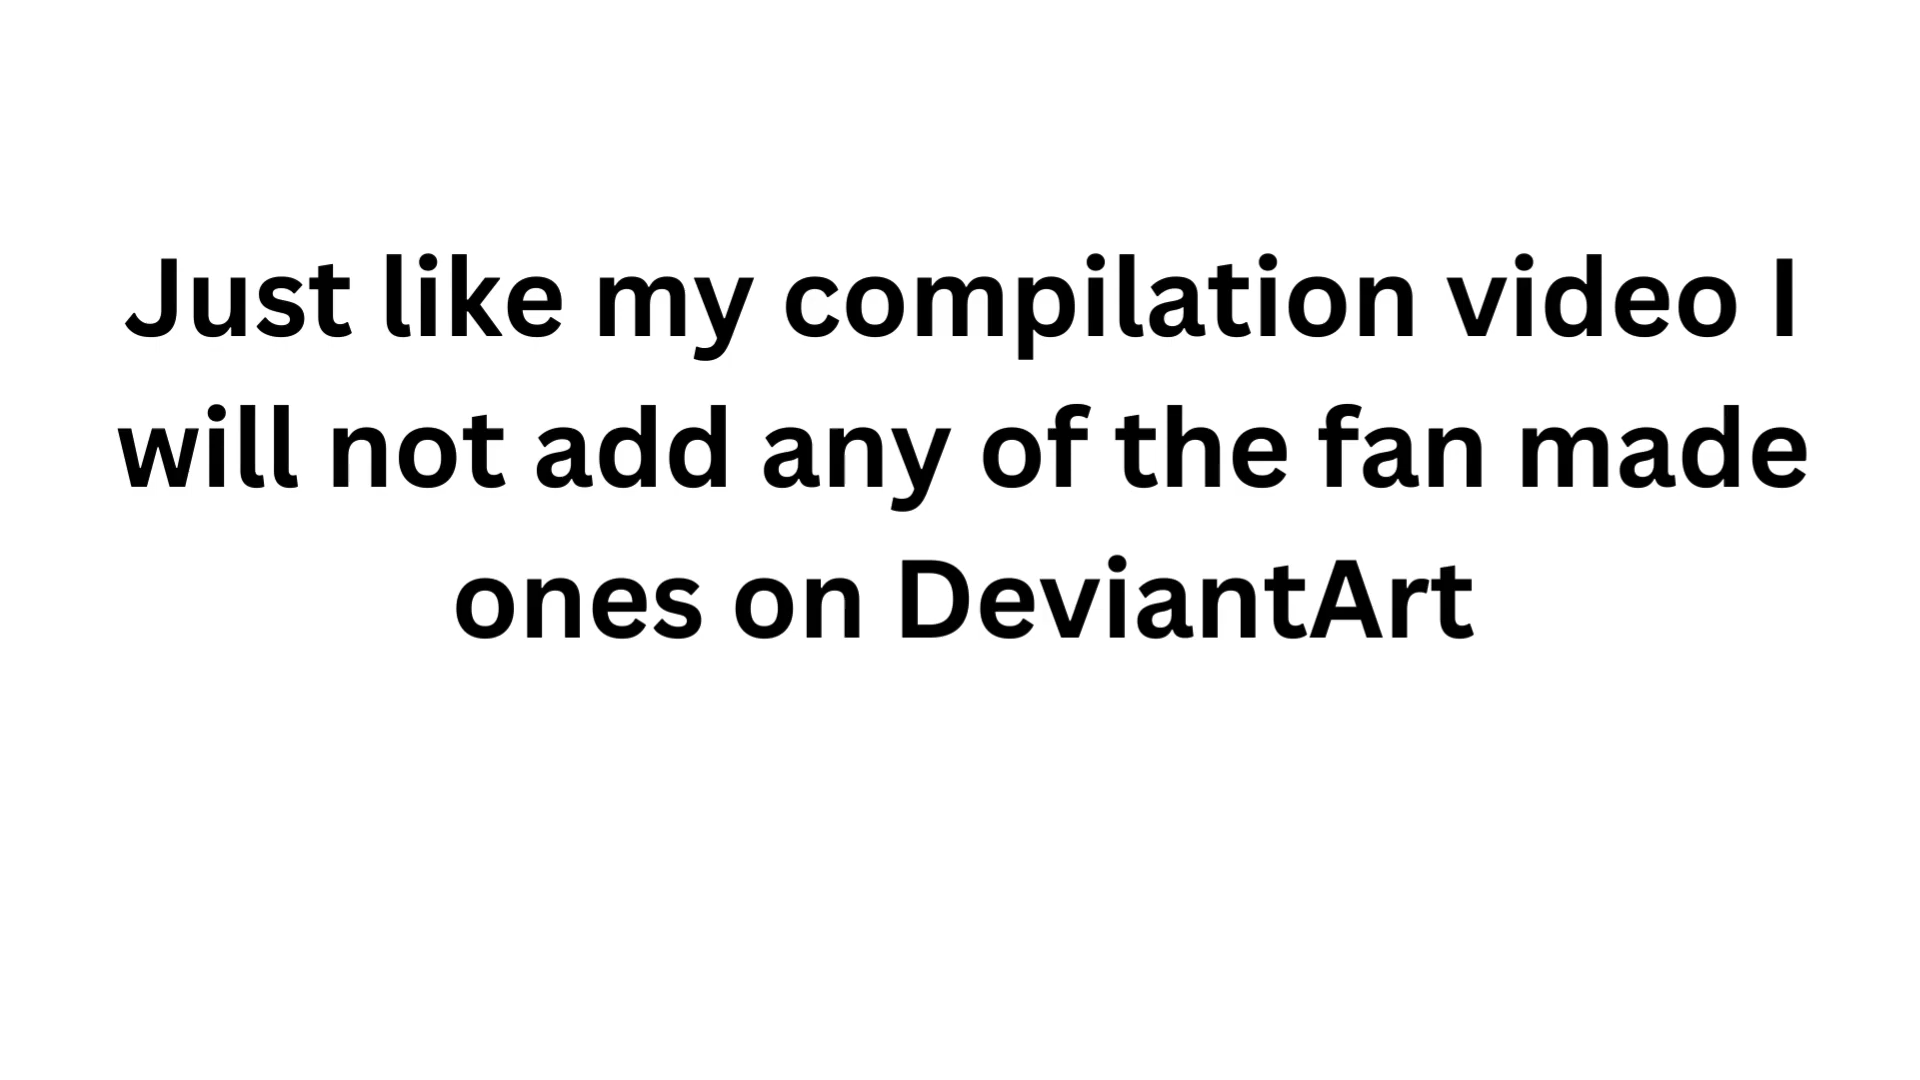 Just like my compilation video I
will not add any of the fan made
ones on DeviantArt